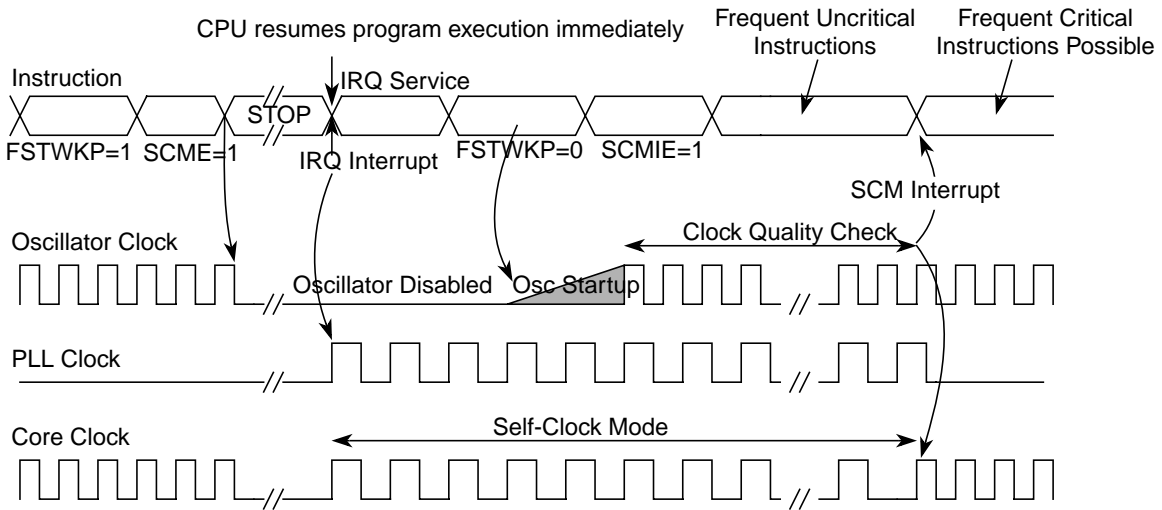 CPU resumes program execution immediately
Frequent Uncritical
Instructions
Frequent Critical
Instructions Possible
Instruction
STOP
IRQ Service
FSTWKP=1
SCME=1
IRQ Interrupt
FSTWKP=0
SCMIE=1
SCM Interrupt
Oscillator Clock
Clock Quality Check
Oscillator Disabled
Osc Startup
PLL Clock
Core Clock
Self-Clock Mode